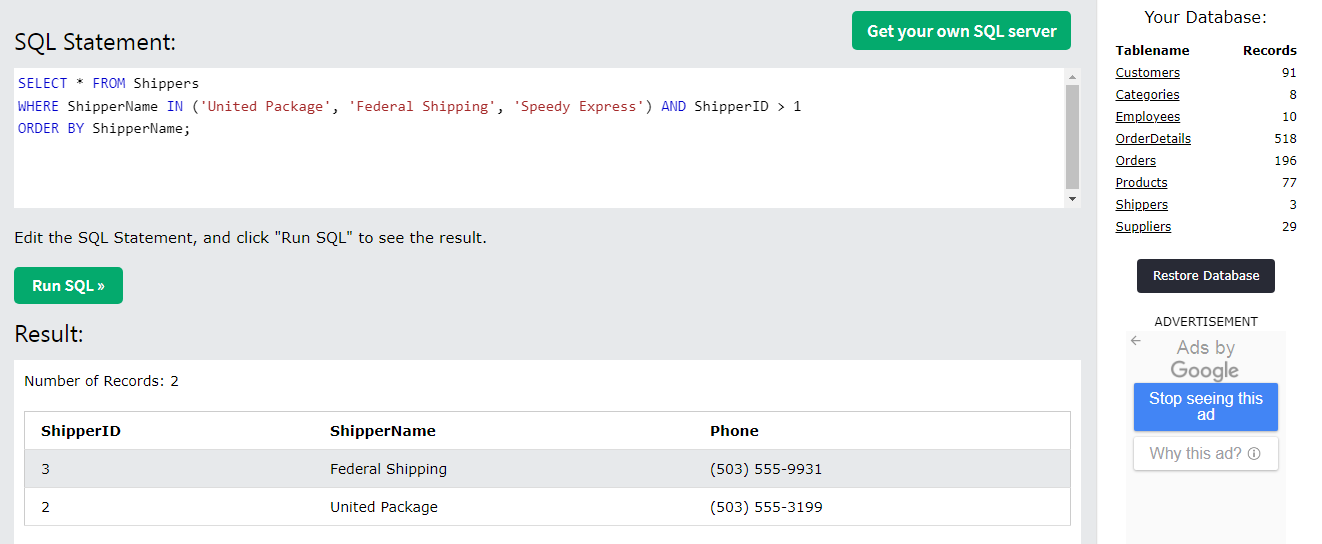 SQL Statement:
Get your own SQL server
SELECT * FROM Shippers
WHERE ShipperName IN ('United Package', 'Federal Shipping', 'Speedy Express') AND ShipperID > 1
ORDER BY ShipperName;
Edit the SQL Statement, and click "Run SQL" to see the result.
Run SQL »
Result:
Number of Records: 2
ShipperID ShipperName Phone
3 Federal Shipping (503) 555-9931
2 United Package (503) 555-3199
Your Database:
Tablename Records
Customers 91
Categories 8
Employees 10
OrderDetails 518
Orders 196
Products 77
Shippers 3
Suppliers 29
Restore Database
ADVERTISEMENT
Ads by
Google
Stop seeing this
ad
Why this ad?